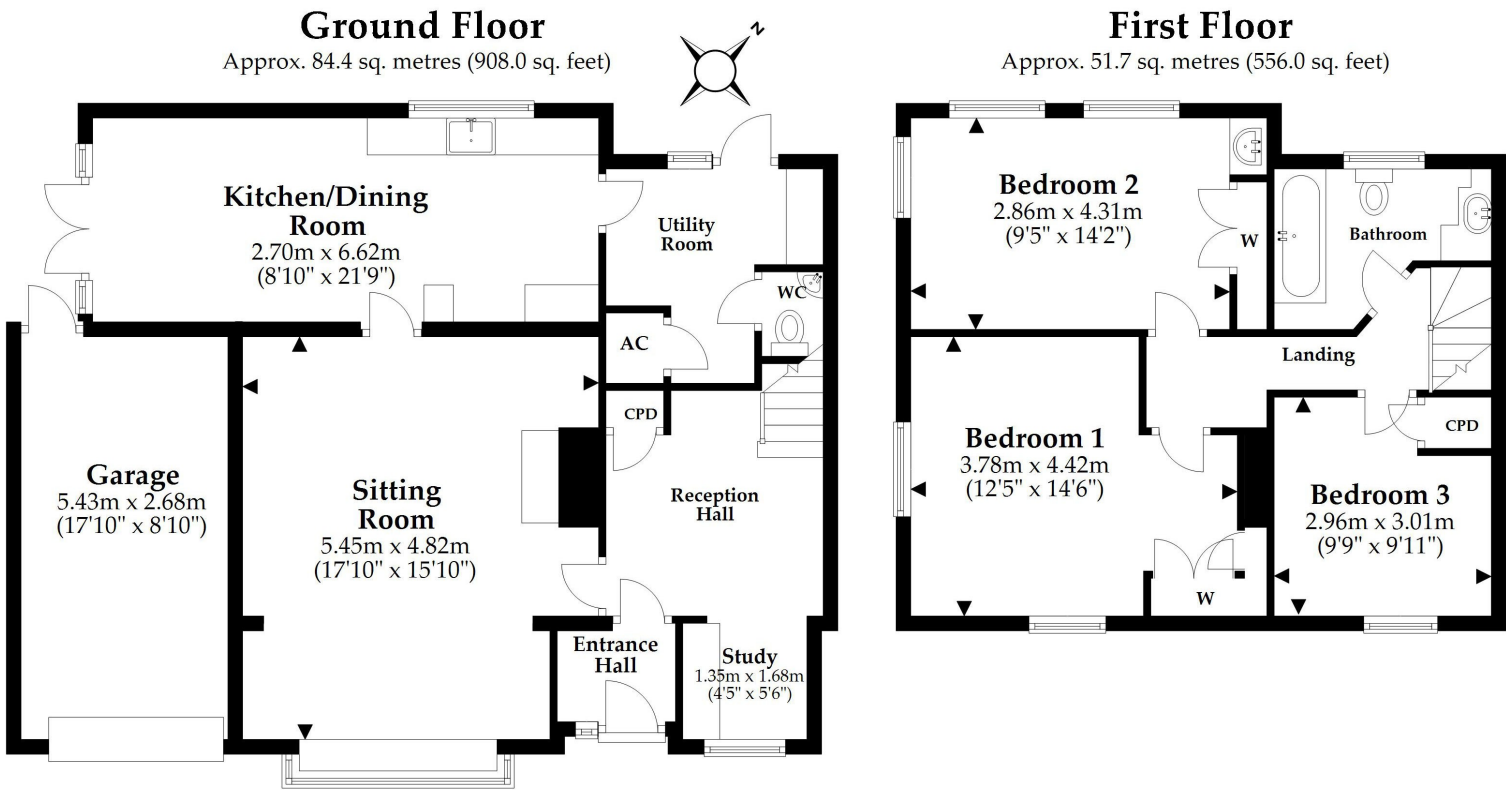 Ground Floor
Approx. 84.4 sq. metres (908.0 sq. feet)
N
Kitchen/Dining
Room
2.70m x 6.62m
(8'10" x 21'9")
Utility
Room
WC
AC
CPD
Garage
5.43m x 2.68m
(17'10" x 8'10")
Sitting
Room
5.45m x 4.82m
(17'10" x 15'10")
Reception
Hall
Entrance
Hall
Study
1.35m x 1.68m
(4'5" x 5'6")
First Floor
Approx. 51.7 sq. metres (556.0 sq. feet)
Bedroom 2
2.86m x 4.31m
(9'5" x 14'2")
W
Bathroom
Landing
Bedroom 1
3.78m x 4.42m
(12'5" x 14'6")
CPD
Bedroom 3
2.96m x 3.01m
(9'9" x 9'11")
W